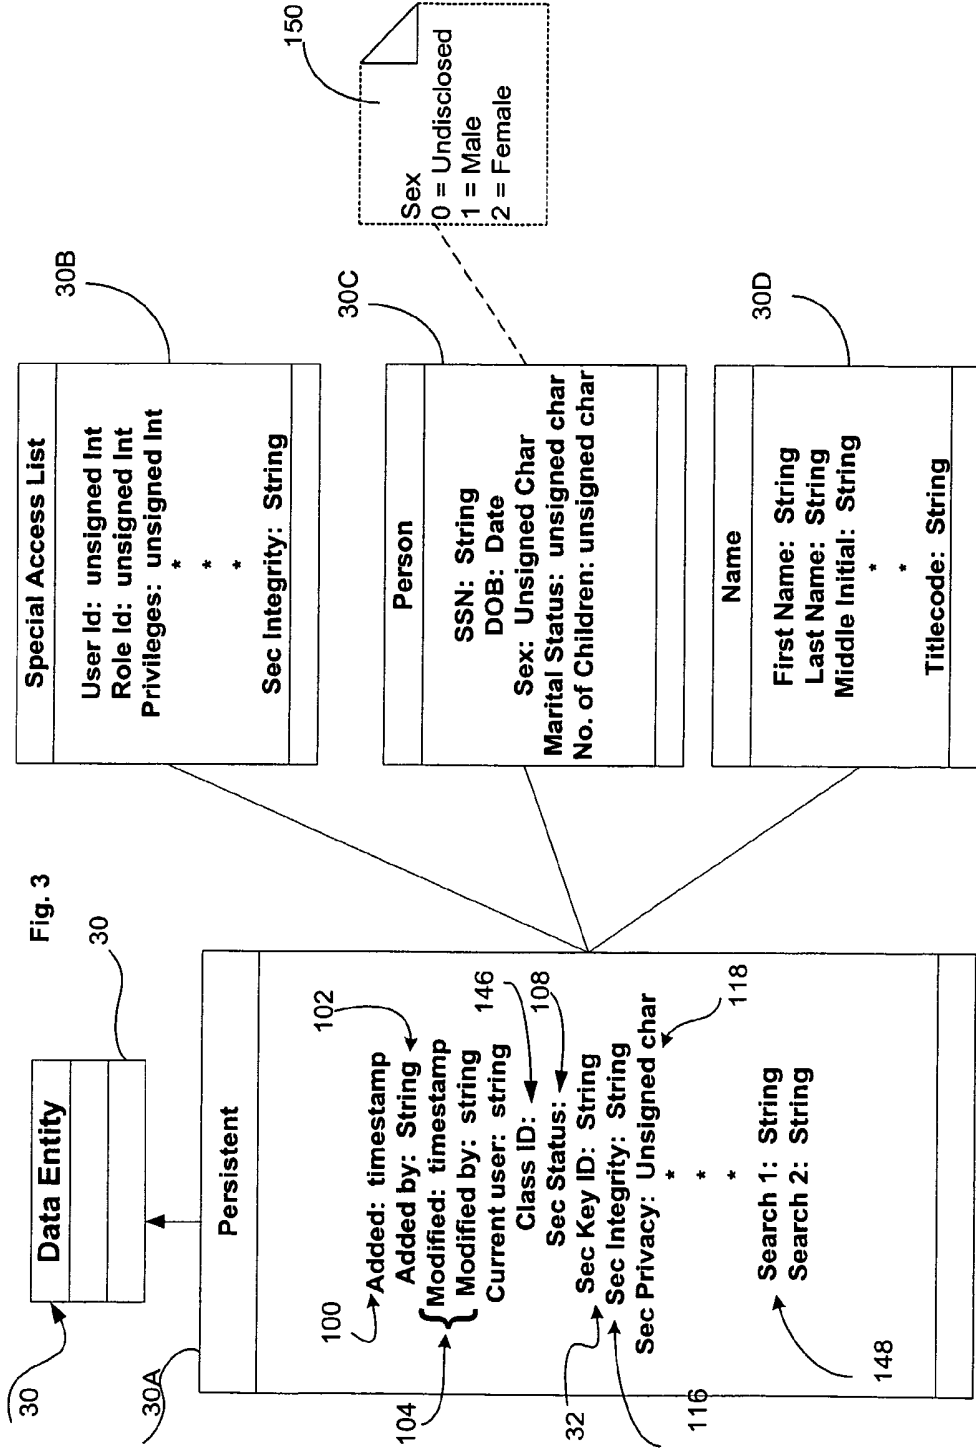 Fig. 3
30
Data Entity
30
30A
Persistent
100
Added: timestamp
Added by: String
102
104
{
Modified: timestamp
Modified by: string
Current user: string
Class ID:
146
Sec Status:
108
32
Sec Key ID: String
116
Sec Integrity: String
Sec Privacy: Unsigned char
118
*
*
*
148
Search 1: String
Search 2: String
Special Access List
30B
User Id: unsigned Int
Role Id: unsigned Int
Privileges: unsigned Int
*
*
*
Sec Integrity: String
Person
30C
SSN: String
DOB: Date
Sex: Unsigned Char
Marital Status: unsigned char
No. of Children: unsigned char
Name
30D
First Name: String
Last Name: String
Middle Initial: String
*
*
Titlecode: String
150
Sex
0 = Undisclosed
1 = Male
2 = Female